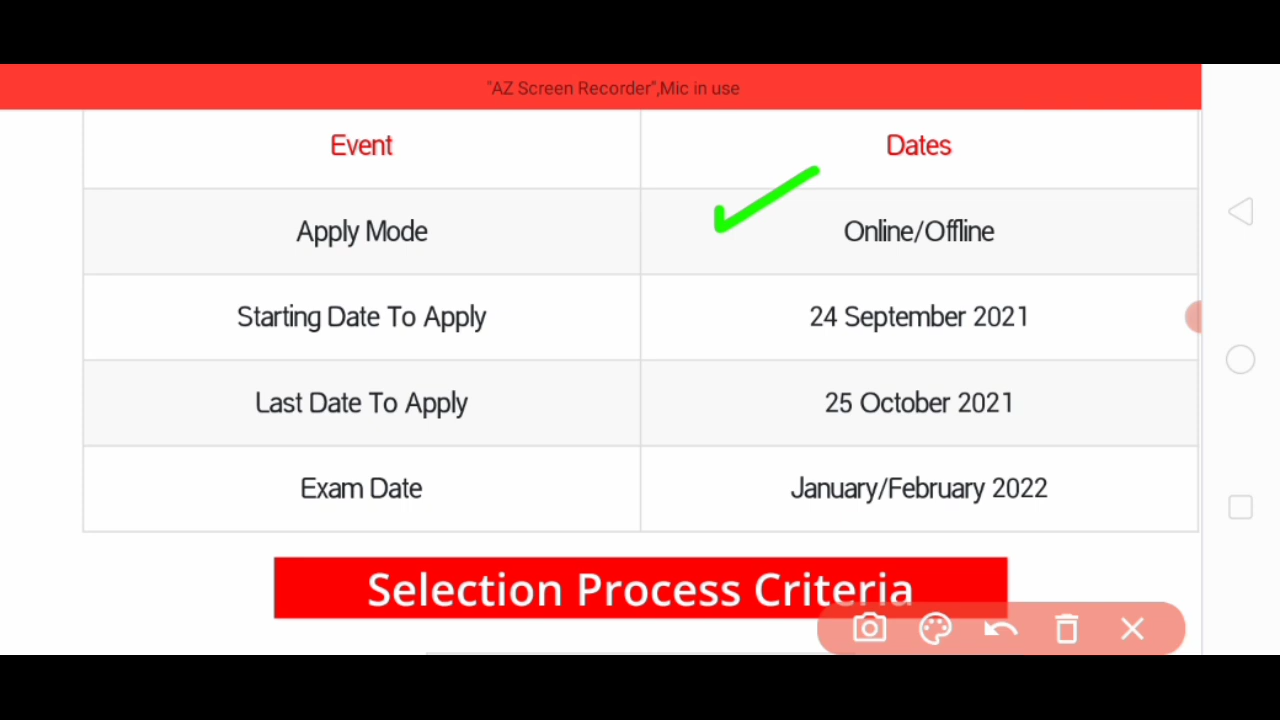 "AZ Screen Recorder",Mic in use
Event Dates
Apply Mode Online/Offline
Starting Date To Apply 24 September 2021
Last Date To Apply 25 October 2021
Exam Date January/February 2022
Selection Process Criteria